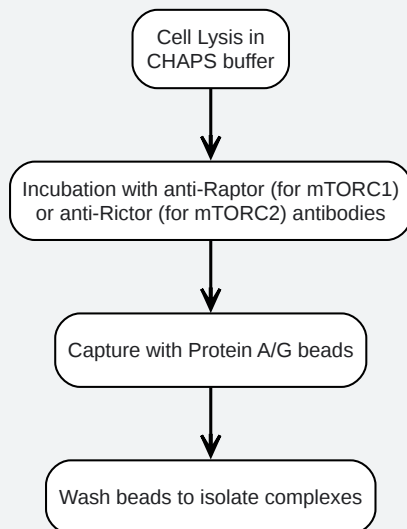 Cell Lysis in
CHAPS buffer
Incubation with anti-Raptor (for mTORC1)
or anti-Rictor (for mTORC2) antibodies
Capture with Protein A/G beads
Wash beads to isolate complexes